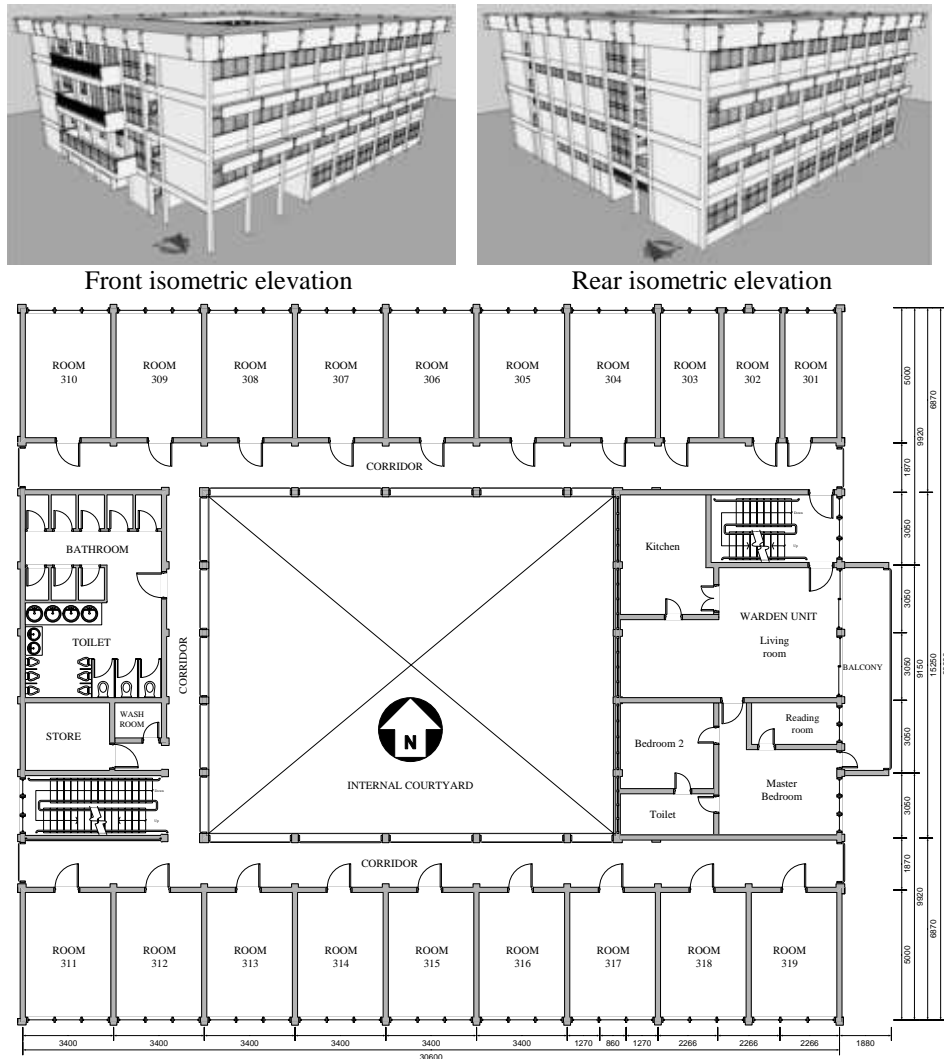 Front isometric elevation
Rear isometric elevation
ROOM
310
ROOM
309
ROOM
308
ROOM
307
ROOM
306
ROOM
305
ROOM
304
ROOM
303
ROOM
302
ROOM
301
CORRIDOR
BATHROOM
TOILET
CORRIDOR
STORE
WASH
ROOM
Down
Up
N
INTERNAL COURTYARD
Kitchen
Down
Up
WARDEN UNIT
Living
room
BALCONY
Bedroom 2
Reading
room
Toilet
Master
Bedroom
CORRIDOR
ROOM
311
ROOM
312
ROOM
313
ROOM
314
ROOM
315
ROOM
316
ROOM
317
ROOM
318
ROOM
319
5000
1870
3050
3050
3050
3050
3050
1870
5000
9920
9150
9920
6870
15250
6870
3400
3400
3400
3400
3400
3400
1270
860
1270
2266
2266
2266
1880
30600